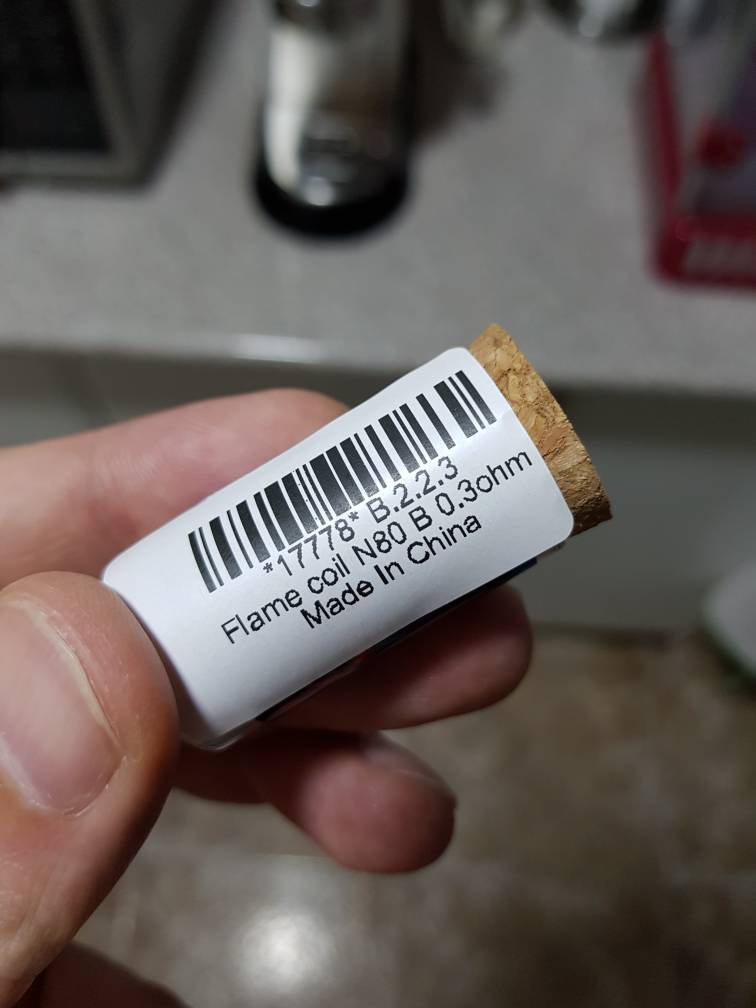 *17778* B.2.2.3
Flame coil N80 B 0.3ohm
Made In China